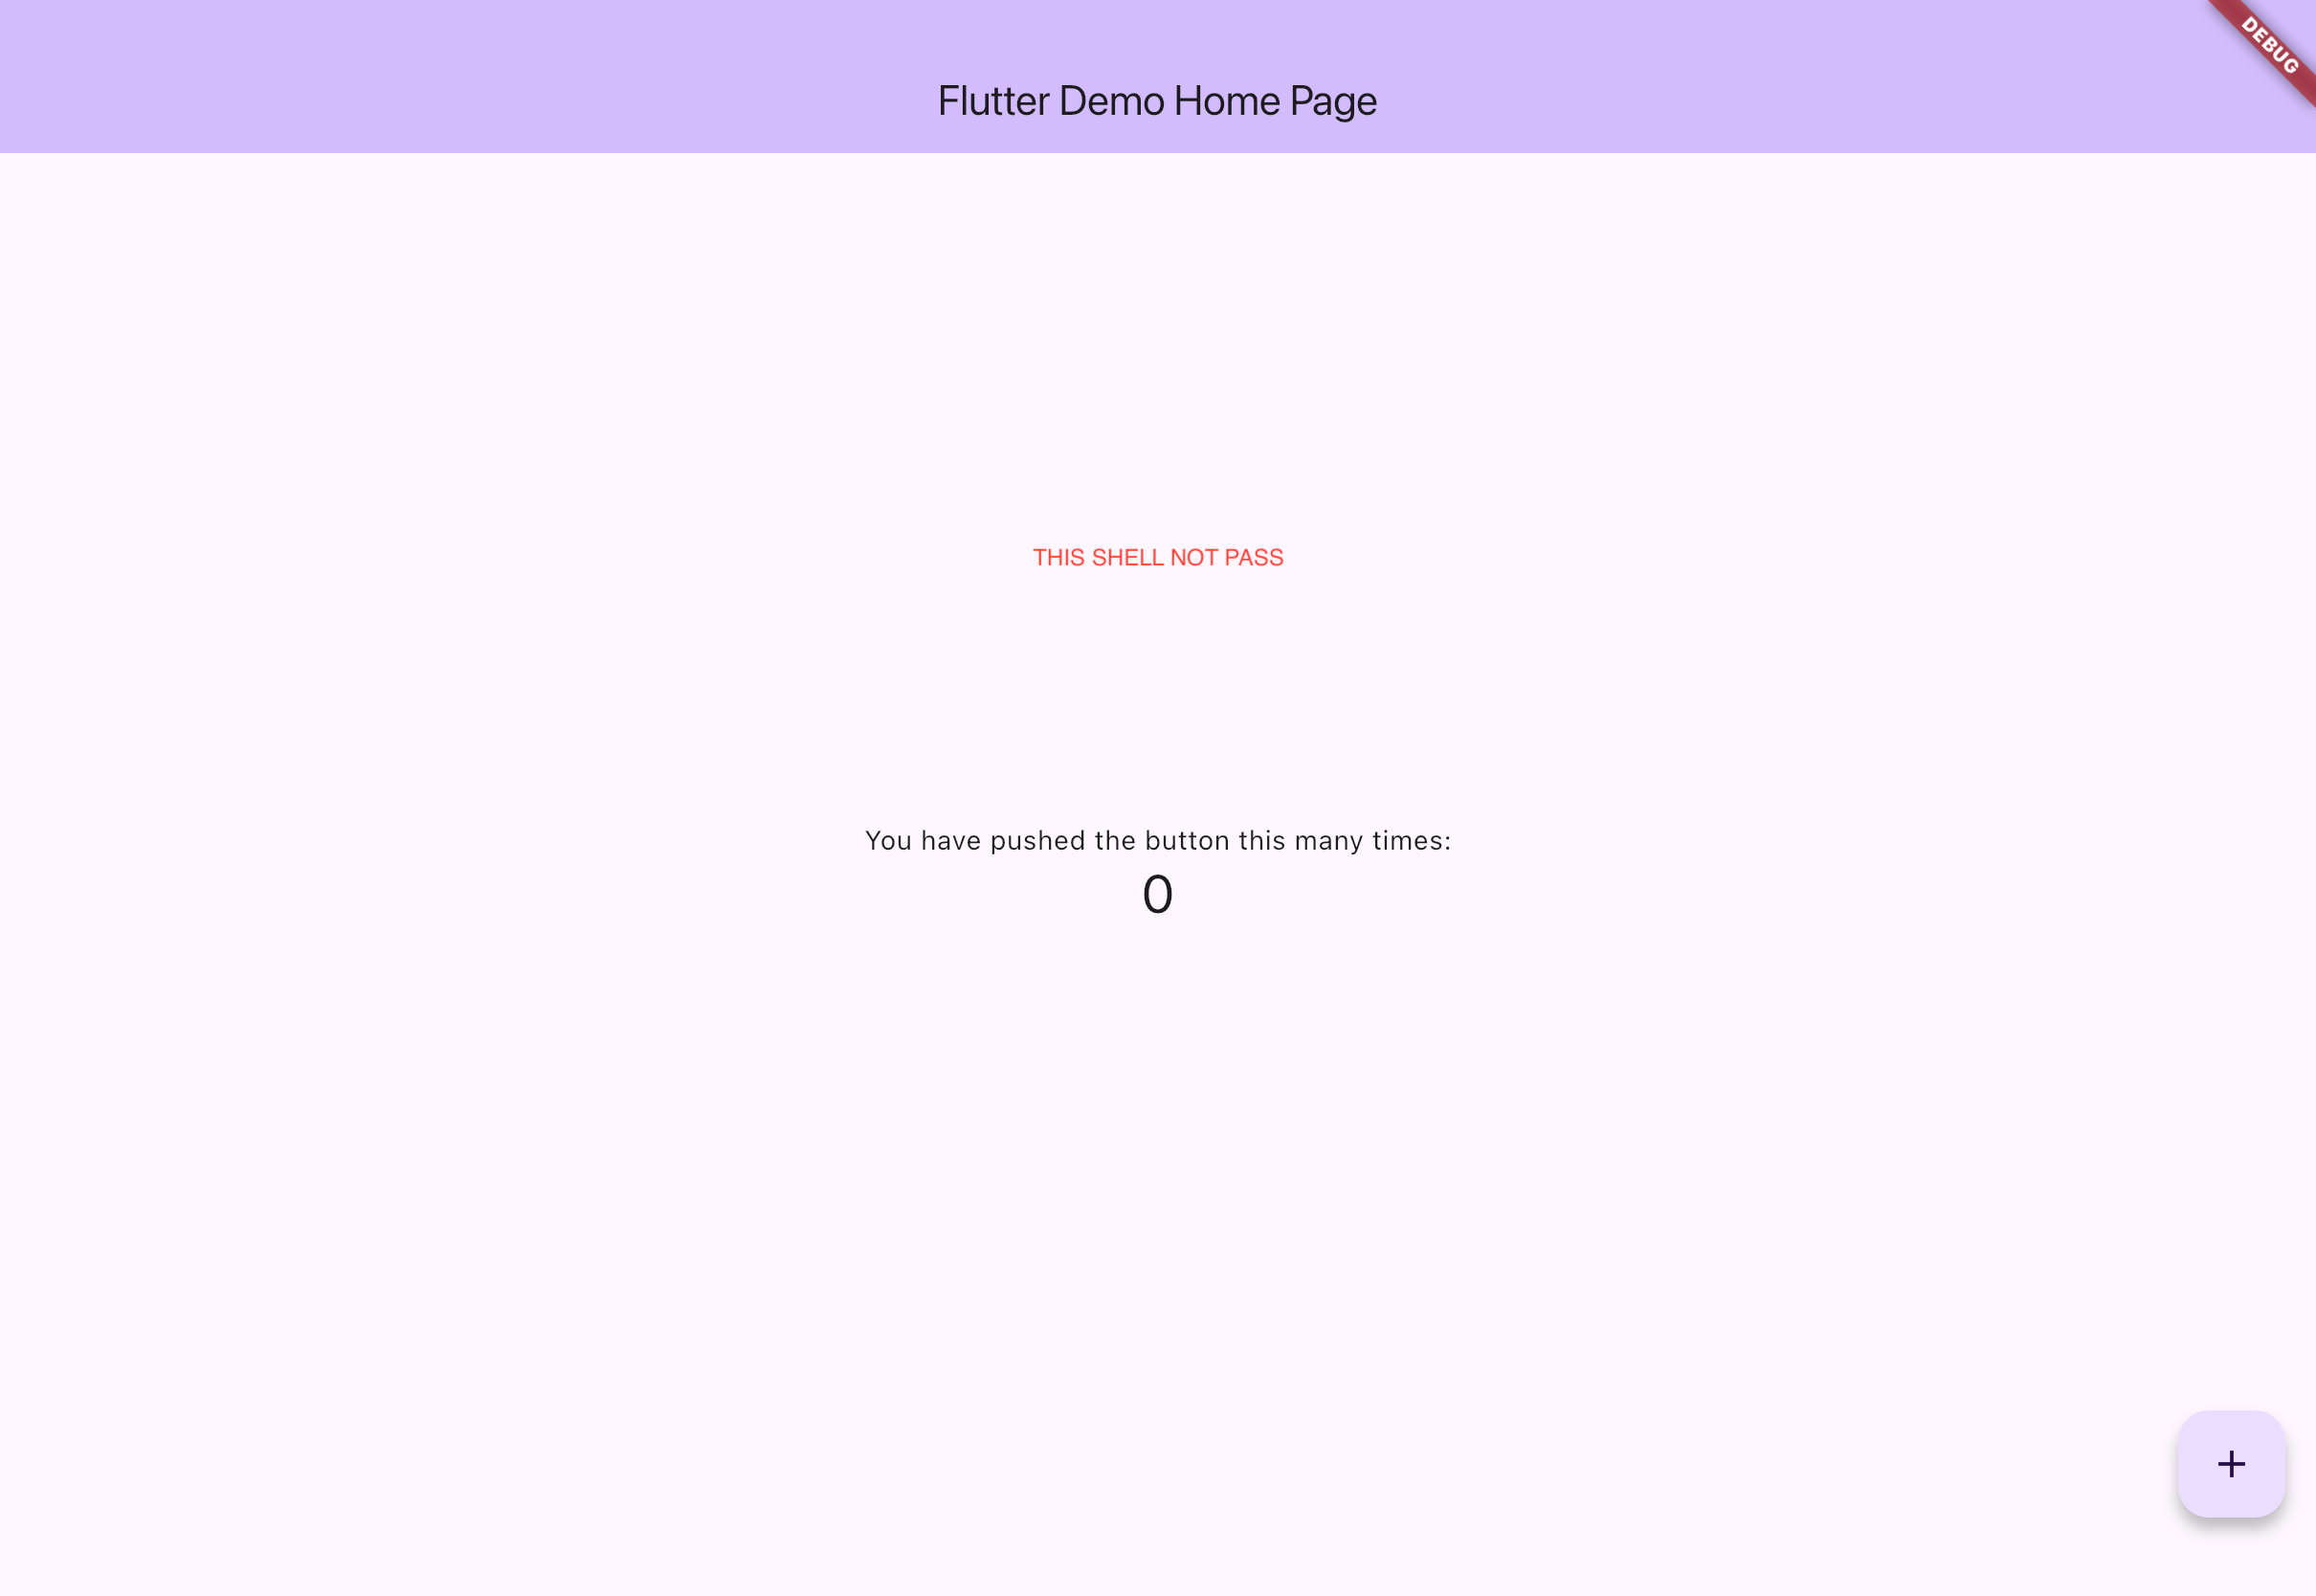 DEBUG
Flutter Demo Home Page
THIS SHELL NOT PASS
You have pushed the button this many times:
0
+